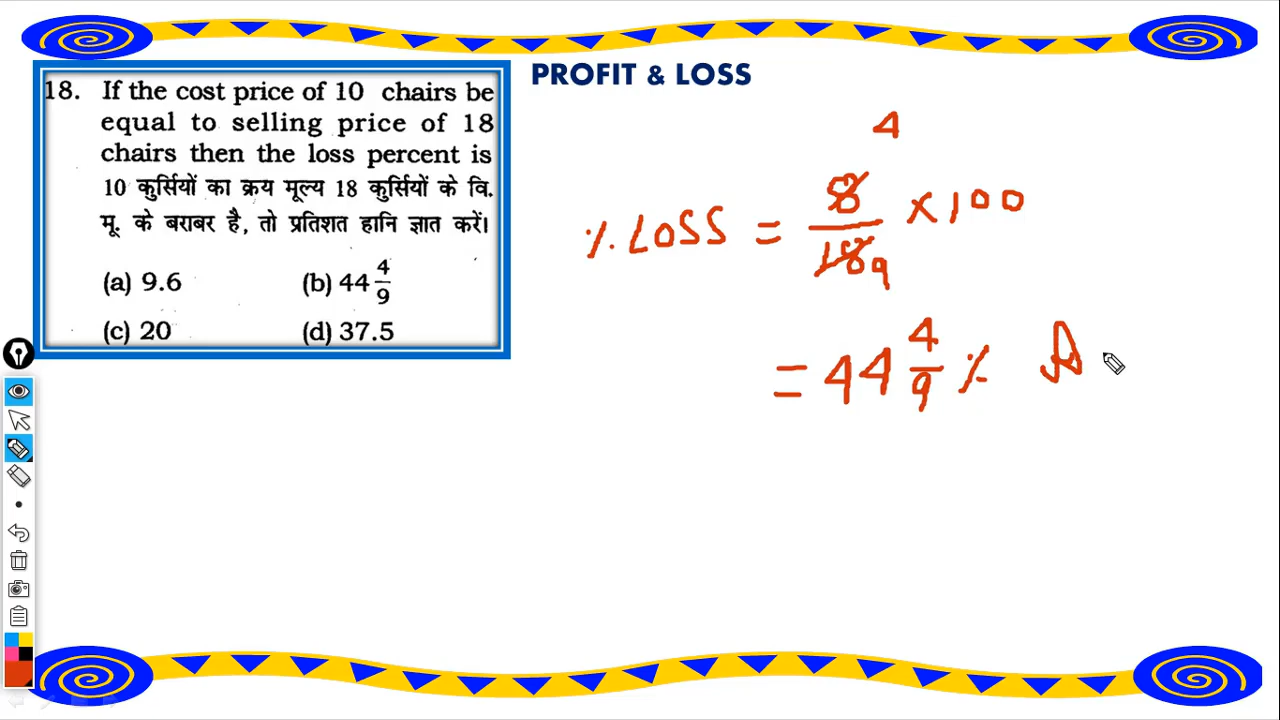 PROFIT & LOSS
18. If the cost price of 10 chairs be
equal to selling price of 18
chairs then the loss percent is
10 कुर्सियों का क्रय मूल्य 18 कुर्सियों के वि.
मू. के बराबर है, तो प्रतिशत हानि ज्ञात करें।
(a) 9.6 (b) 44 4/9
(c) 20 (d) 37.5
4
% LOSS = 8/18 × 100
9
= 44 4/9 %